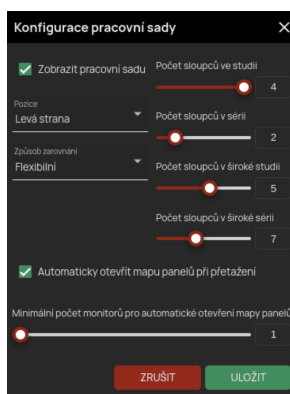 Konfigurace pracovní sady
Zobrazit pracovní sadu
Počet sloupců ve studii
4
Pozice
Levá strana
Počet sloupců v sérii
2
Způsob zarovnání
Flexibilní
Počet sloupců v široké studii
5
Počet sloupců v široké sérii
7
Automaticky otevřít mapu panelů při přetažení
Minimální počet monitorů pro automatické otevření mapy panelů
1
ZRUŠIT
ULOŽIT